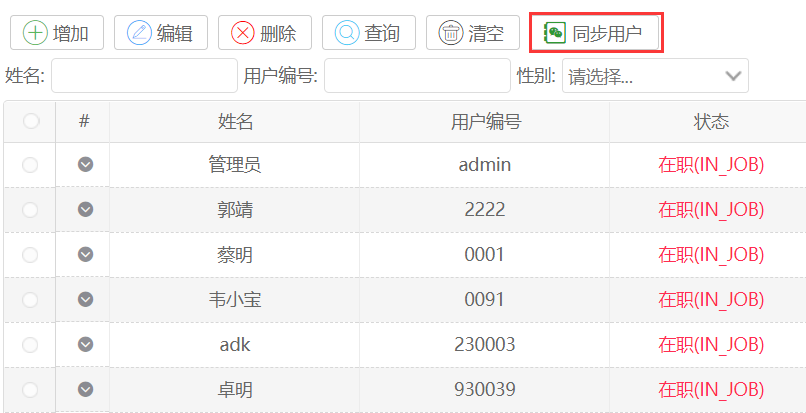 增加 编辑 删除 查询 清空 同步用户
姓名: 用户编号: 性别: 请选择...
# 姓名 用户编号 状态
管理员 admin 在职(IN_JOB)
郭靖 2222 在职(IN_JOB)
蔡明 0001 在职(IN_JOB)
韦小宝 0091 在职(IN_JOB)
adk 230003 在职(IN_JOB)
卓明 930039 在职(IN_JOB)